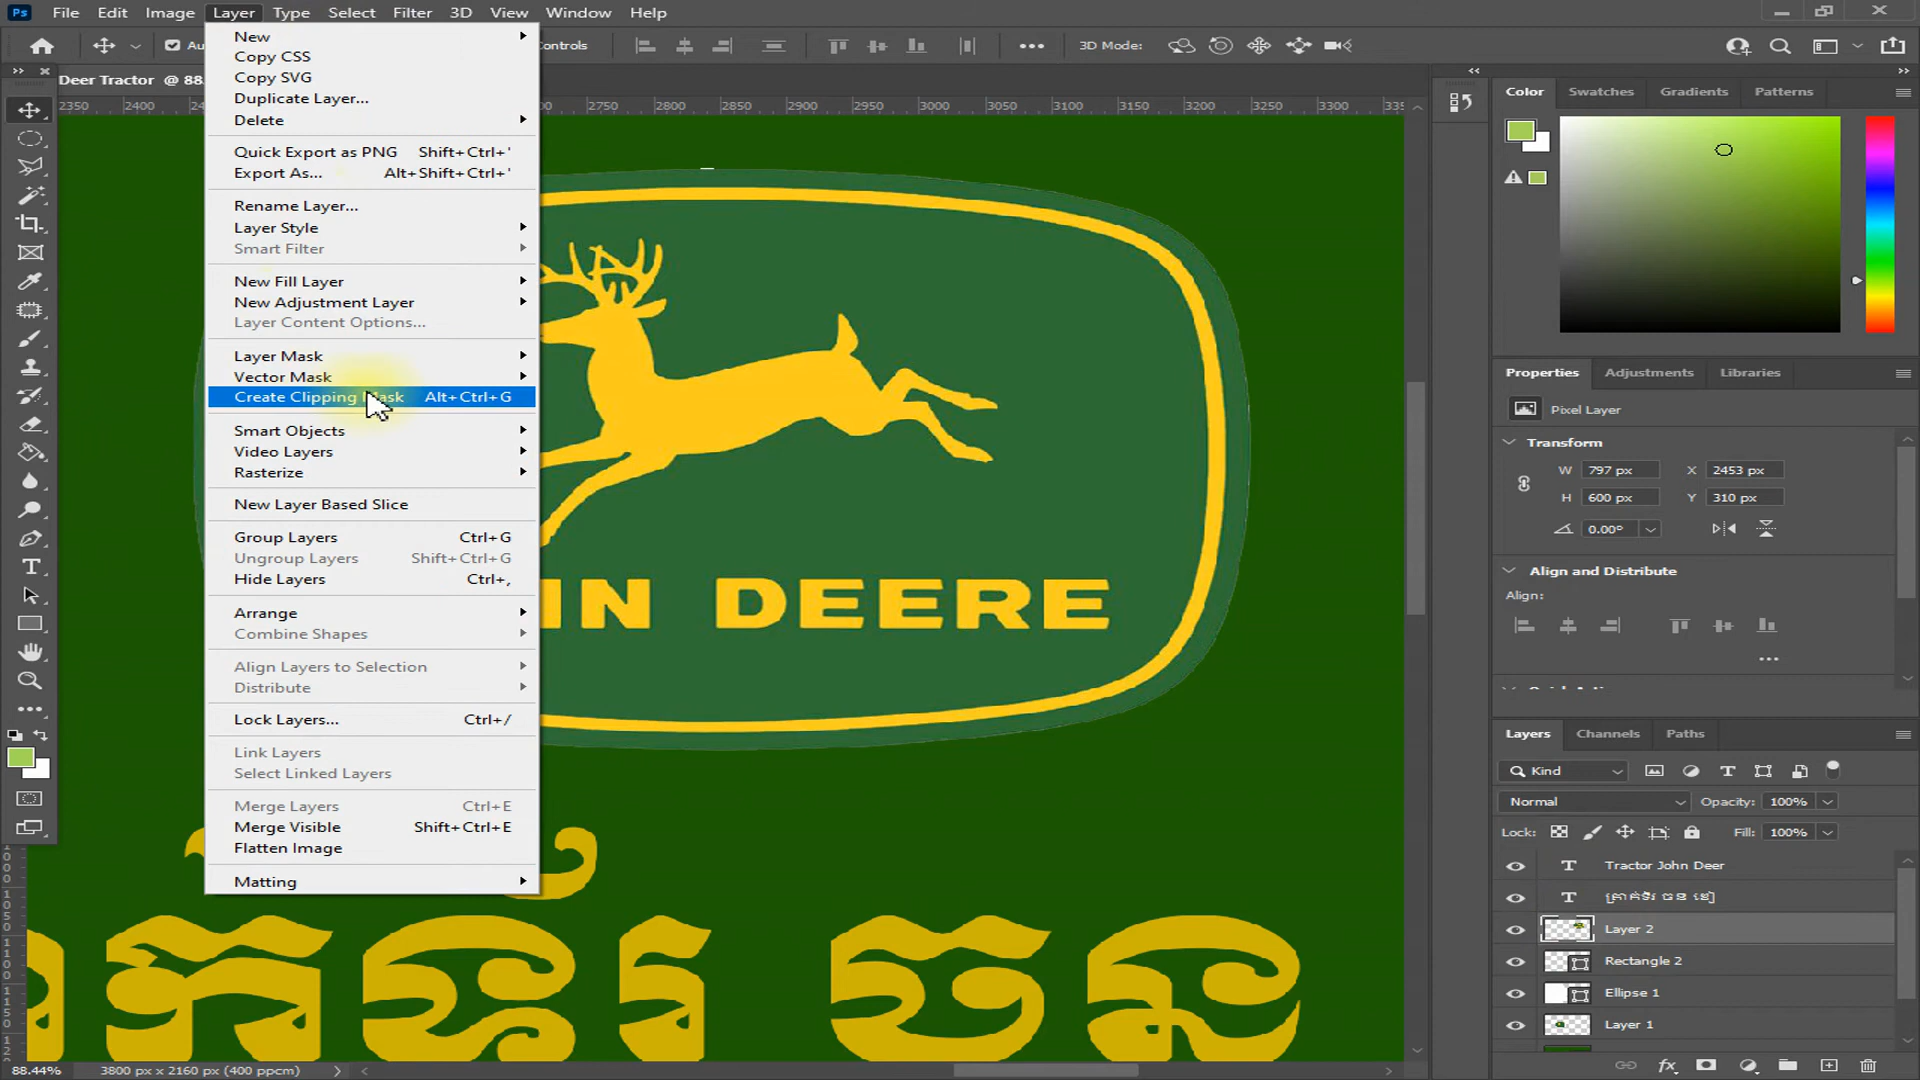 File Edit Image Layer Type Select Filter 3D View Window Help
Controls 3D Mode:
Deer Tractor @ 88.
2350 2400 2750 2800 2850 2900 2950 3000 3050 3100 3150 3200 3250 3300
New
Copy CSS
Copy SVG
Duplicate Layer...
Delete
Quick Export as PNG Shift+Ctrl+'
Export As... Alt+Shift+Ctrl+'
Rename Layer...
Layer Style
Smart Filter
New Fill Layer
New Adjustment Layer
Layer Content Options...
Layer Mask
Vector Mask
Create Clipping Mask Alt+Ctrl+G
Smart Objects
Video Layers
Rasterize
New Layer Based Slice
Group Layers Ctrl+G
Ungroup Layers Shift+Ctrl+G
Hide Layers Ctrl+,
Arrange
Combine Shapes
Align Layers to Selection
Distribute
Lock Layers... Ctrl+/
Link Layers
Select Linked Layers
Merge Layers Ctrl+E
Merge Visible Shift+Ctrl+E
Flatten Image
Matting
DEERE
Color Swatches Gradients Patterns
Properties Adjustments Libraries
Pixel Layer
Transform
W 797 px X 2453 px
H 600 px Y 310 px
0.00°
Align and Distribute
Align:
Layers Channels Paths
Kind
Normal Opacity: 100%
Lock: Fill: 100%
Tractor John Deer
Layer 2
Rectangle 2
Ellipse 1
Layer 1
88.44% 3800 px x 2160 px (400 ppcm)